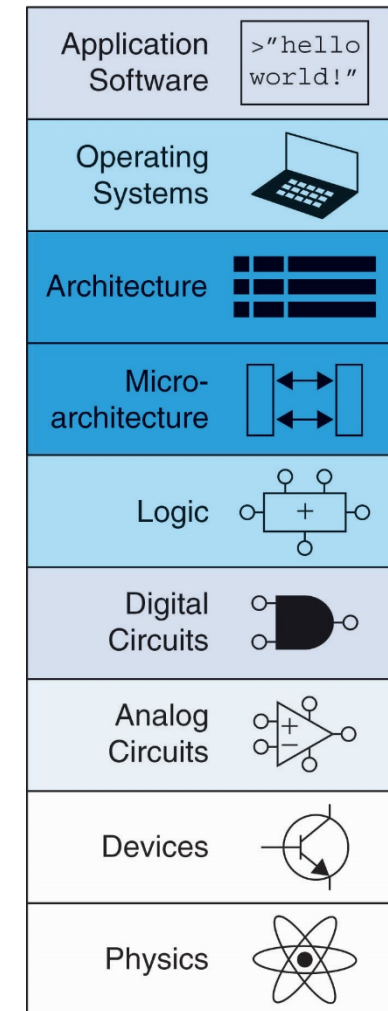 Application
Software
>"hello
world!"
Operating
Systems
Architecture
Micro-
architecture
Logic
+
Digital
Circuits
Analog
Circuits
+
−
Devices
Physics